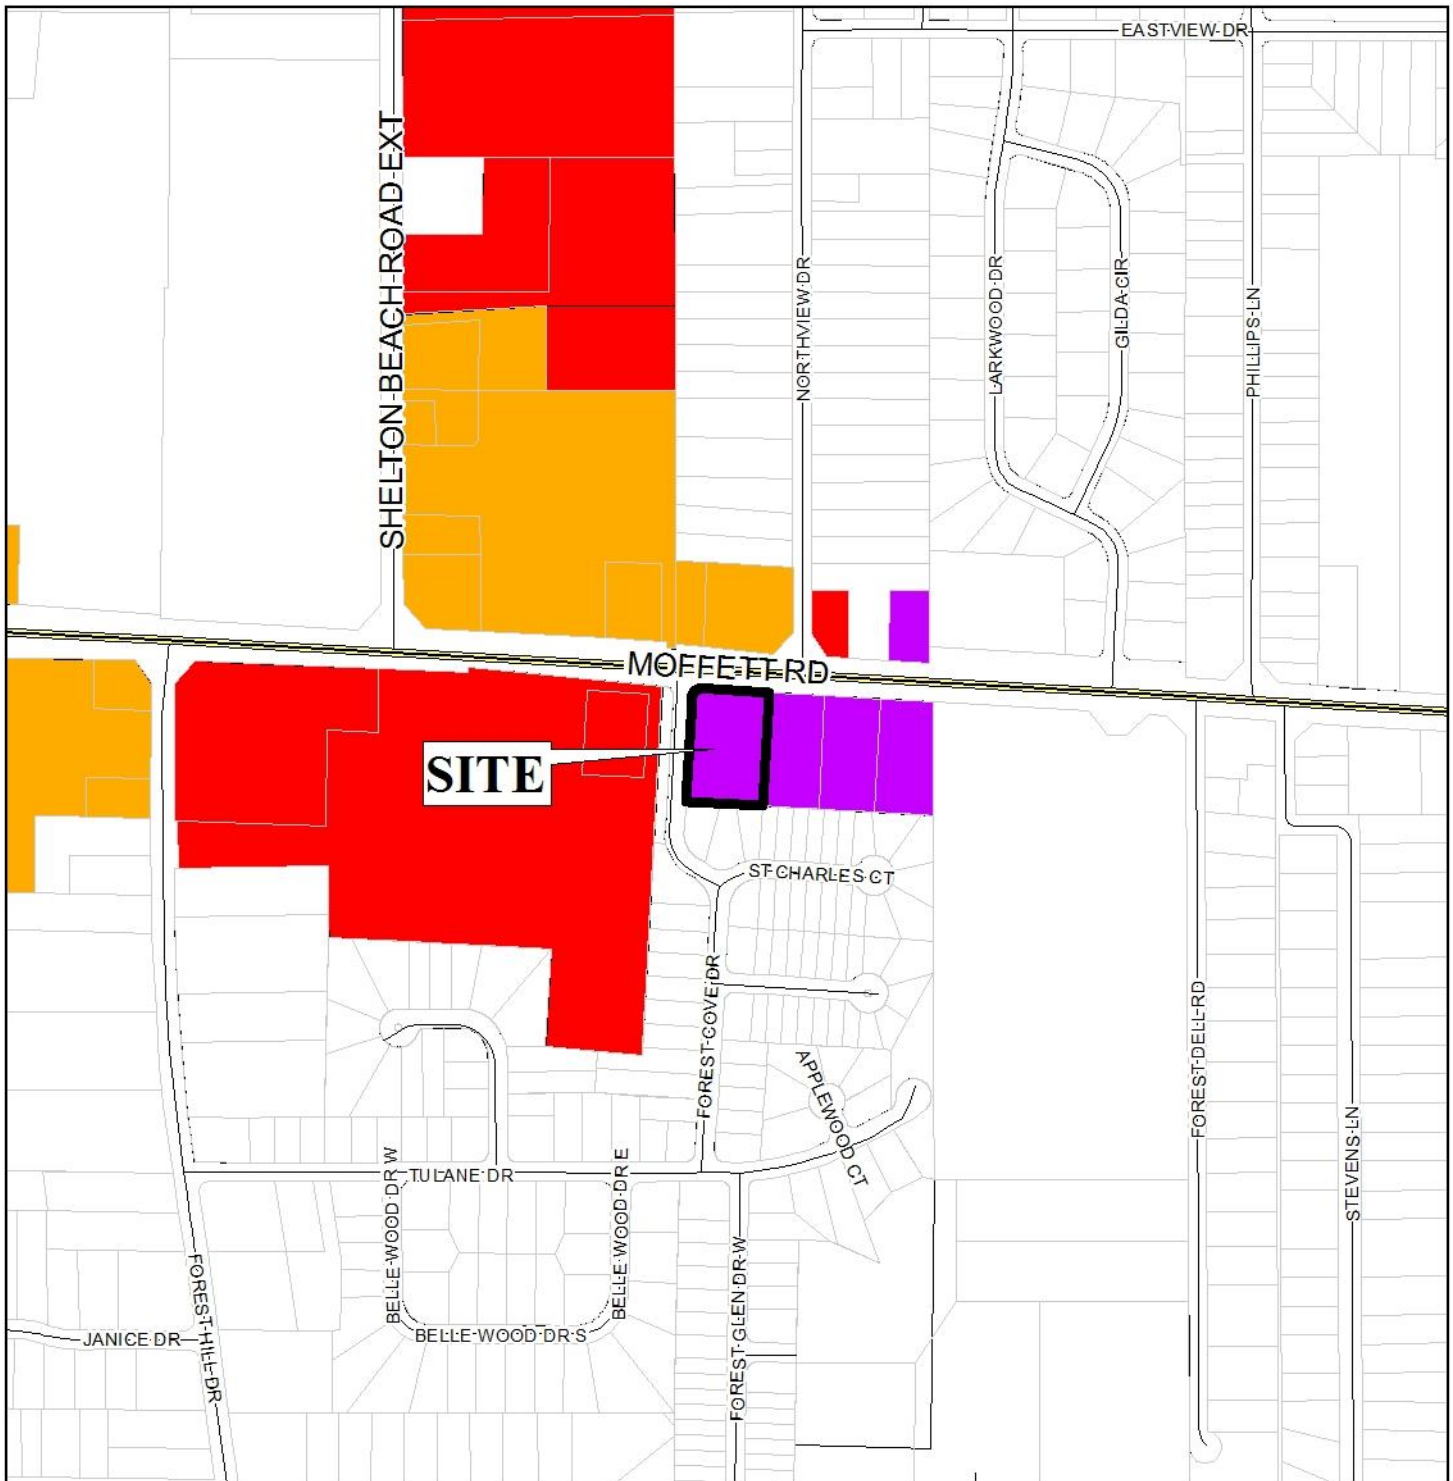 EASTVIEW DR
SHELTON BEACH ROAD EXT
NORTHVIEW DR
LARKWOOD DR
GILDA CIR
PHILLIPS LN
MOFFETT RD
SITE
ST CHARLES CT
FOREST COVE DR
APPLEWOOD CT
FOREST DELL RD
STEVENS LN
TULANE DR
BELLE WOOD DR W
BELLE WOOD DR E
FOREST HILL DR
FOREST GLEN DR W
JANICE DR
BELLE WOOD DR S